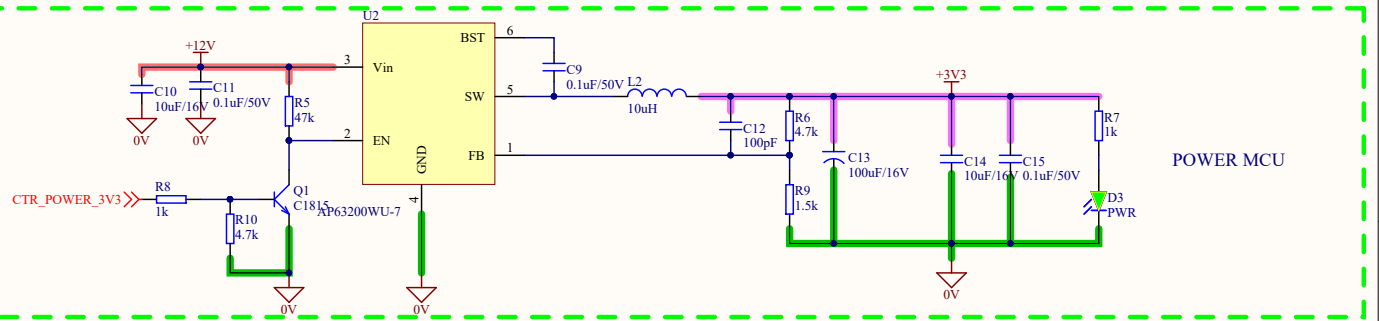 U2
+12V
C10
10uF/16V
C11
0.1uF/50V
R5
47k
0V
0V
3
Vin
2
EN
GND
4
BST
6
SW
5
FB
1
AP63200WU-7
C9
0.1uF/50V
L2
10uH
CTR_POWER_3V3
R8
1k
R10
4.7k
Q1
C1815
0V
0V
C12
100pF
R6
4.7k
R9
1.5k
C13
100uF/16V
+3V3
C14
10uF/16V
C15
0.1uF/50V
R7
1k
D3
PWR
0V
POWER MCU